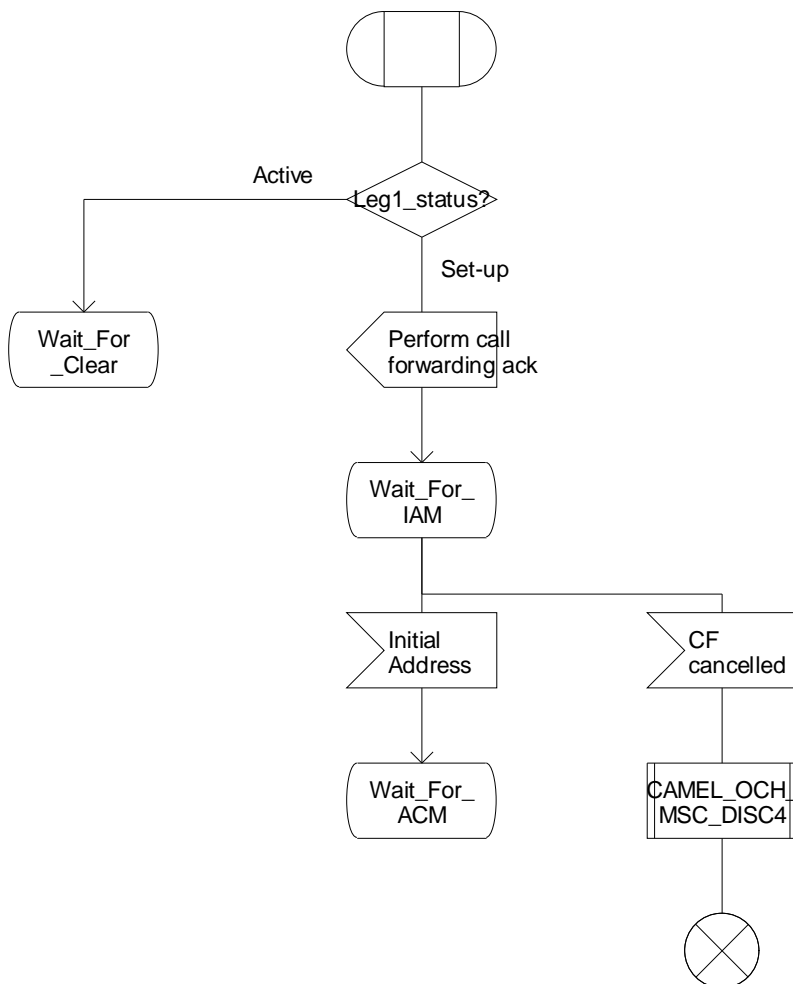 Active
Leg1_status?
Set-up
Wait_For
_Clear
Perform call
forwarding ack
Wait_For_
IAM
Initial
Address
CF
cancelled
Wait_For_
ACM
CAMEL_OCH_
MSC_DISC4